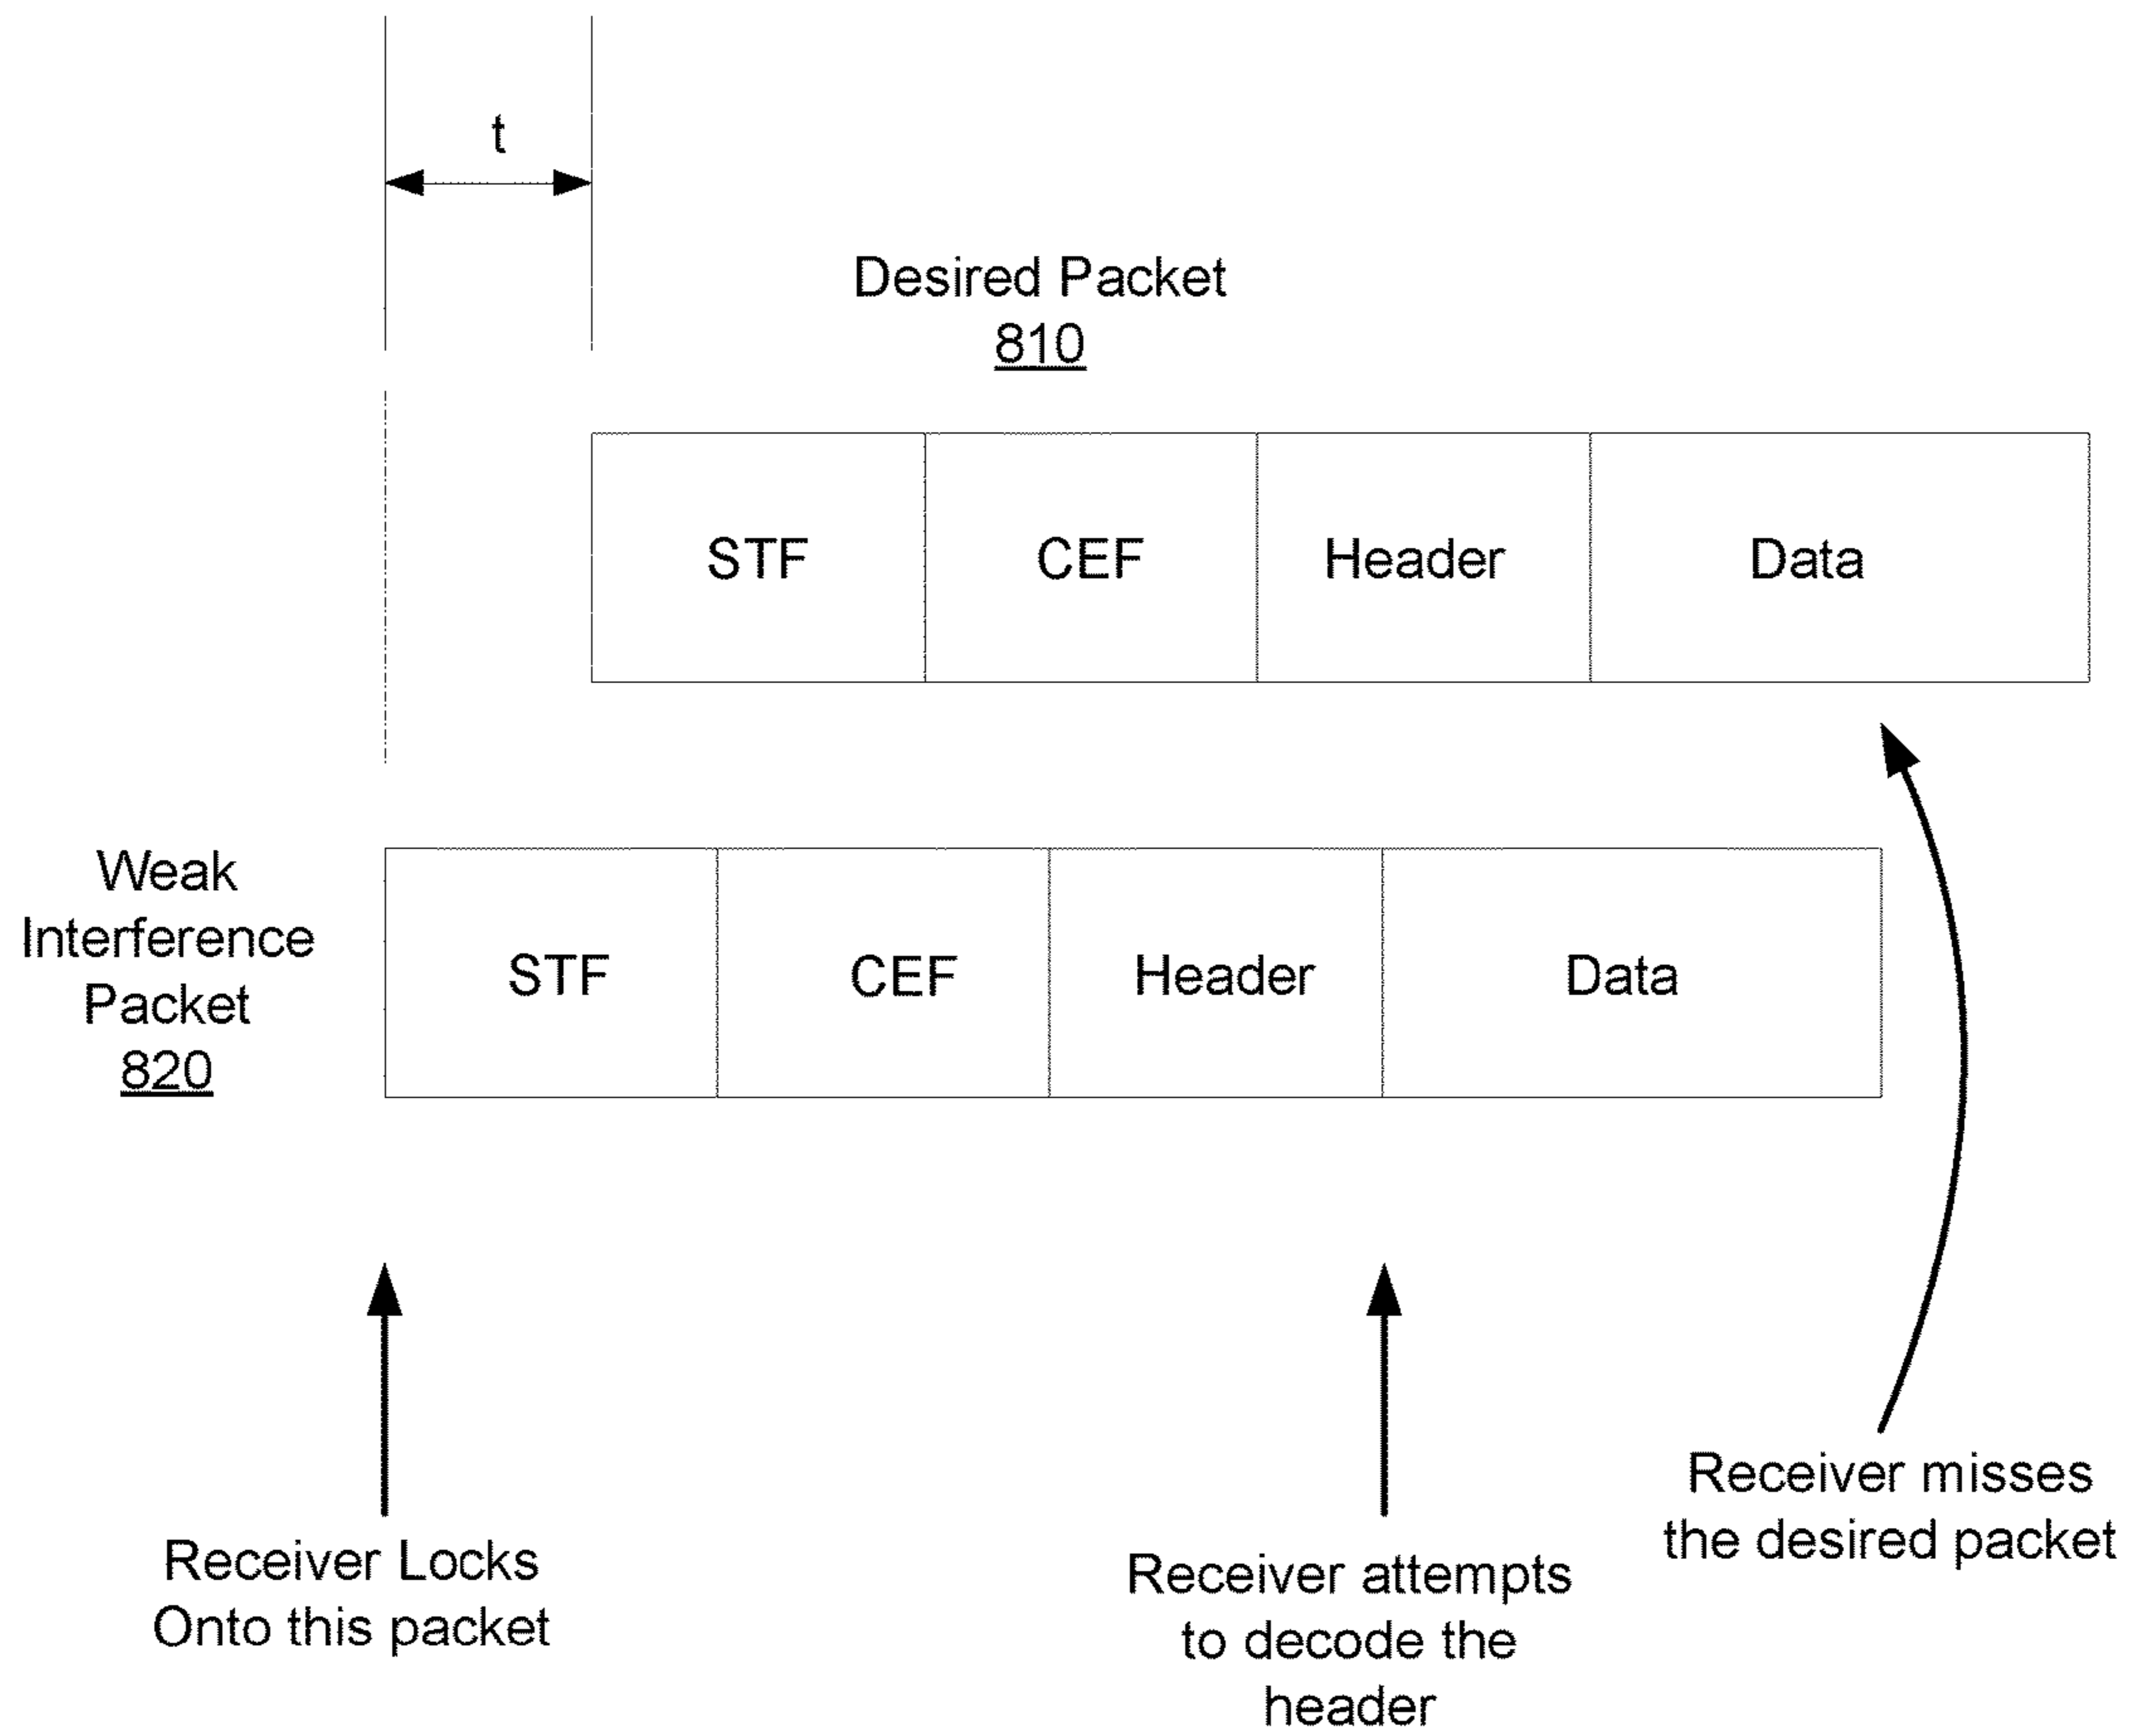 t
Desired Packet
810
STF CEF Header Data
Weak
Interference
Packet
820
STF CEF Header Data
Receiver Locks
Onto this packet
Receiver attempts
to decode the
header
Receiver misses
the desired packet